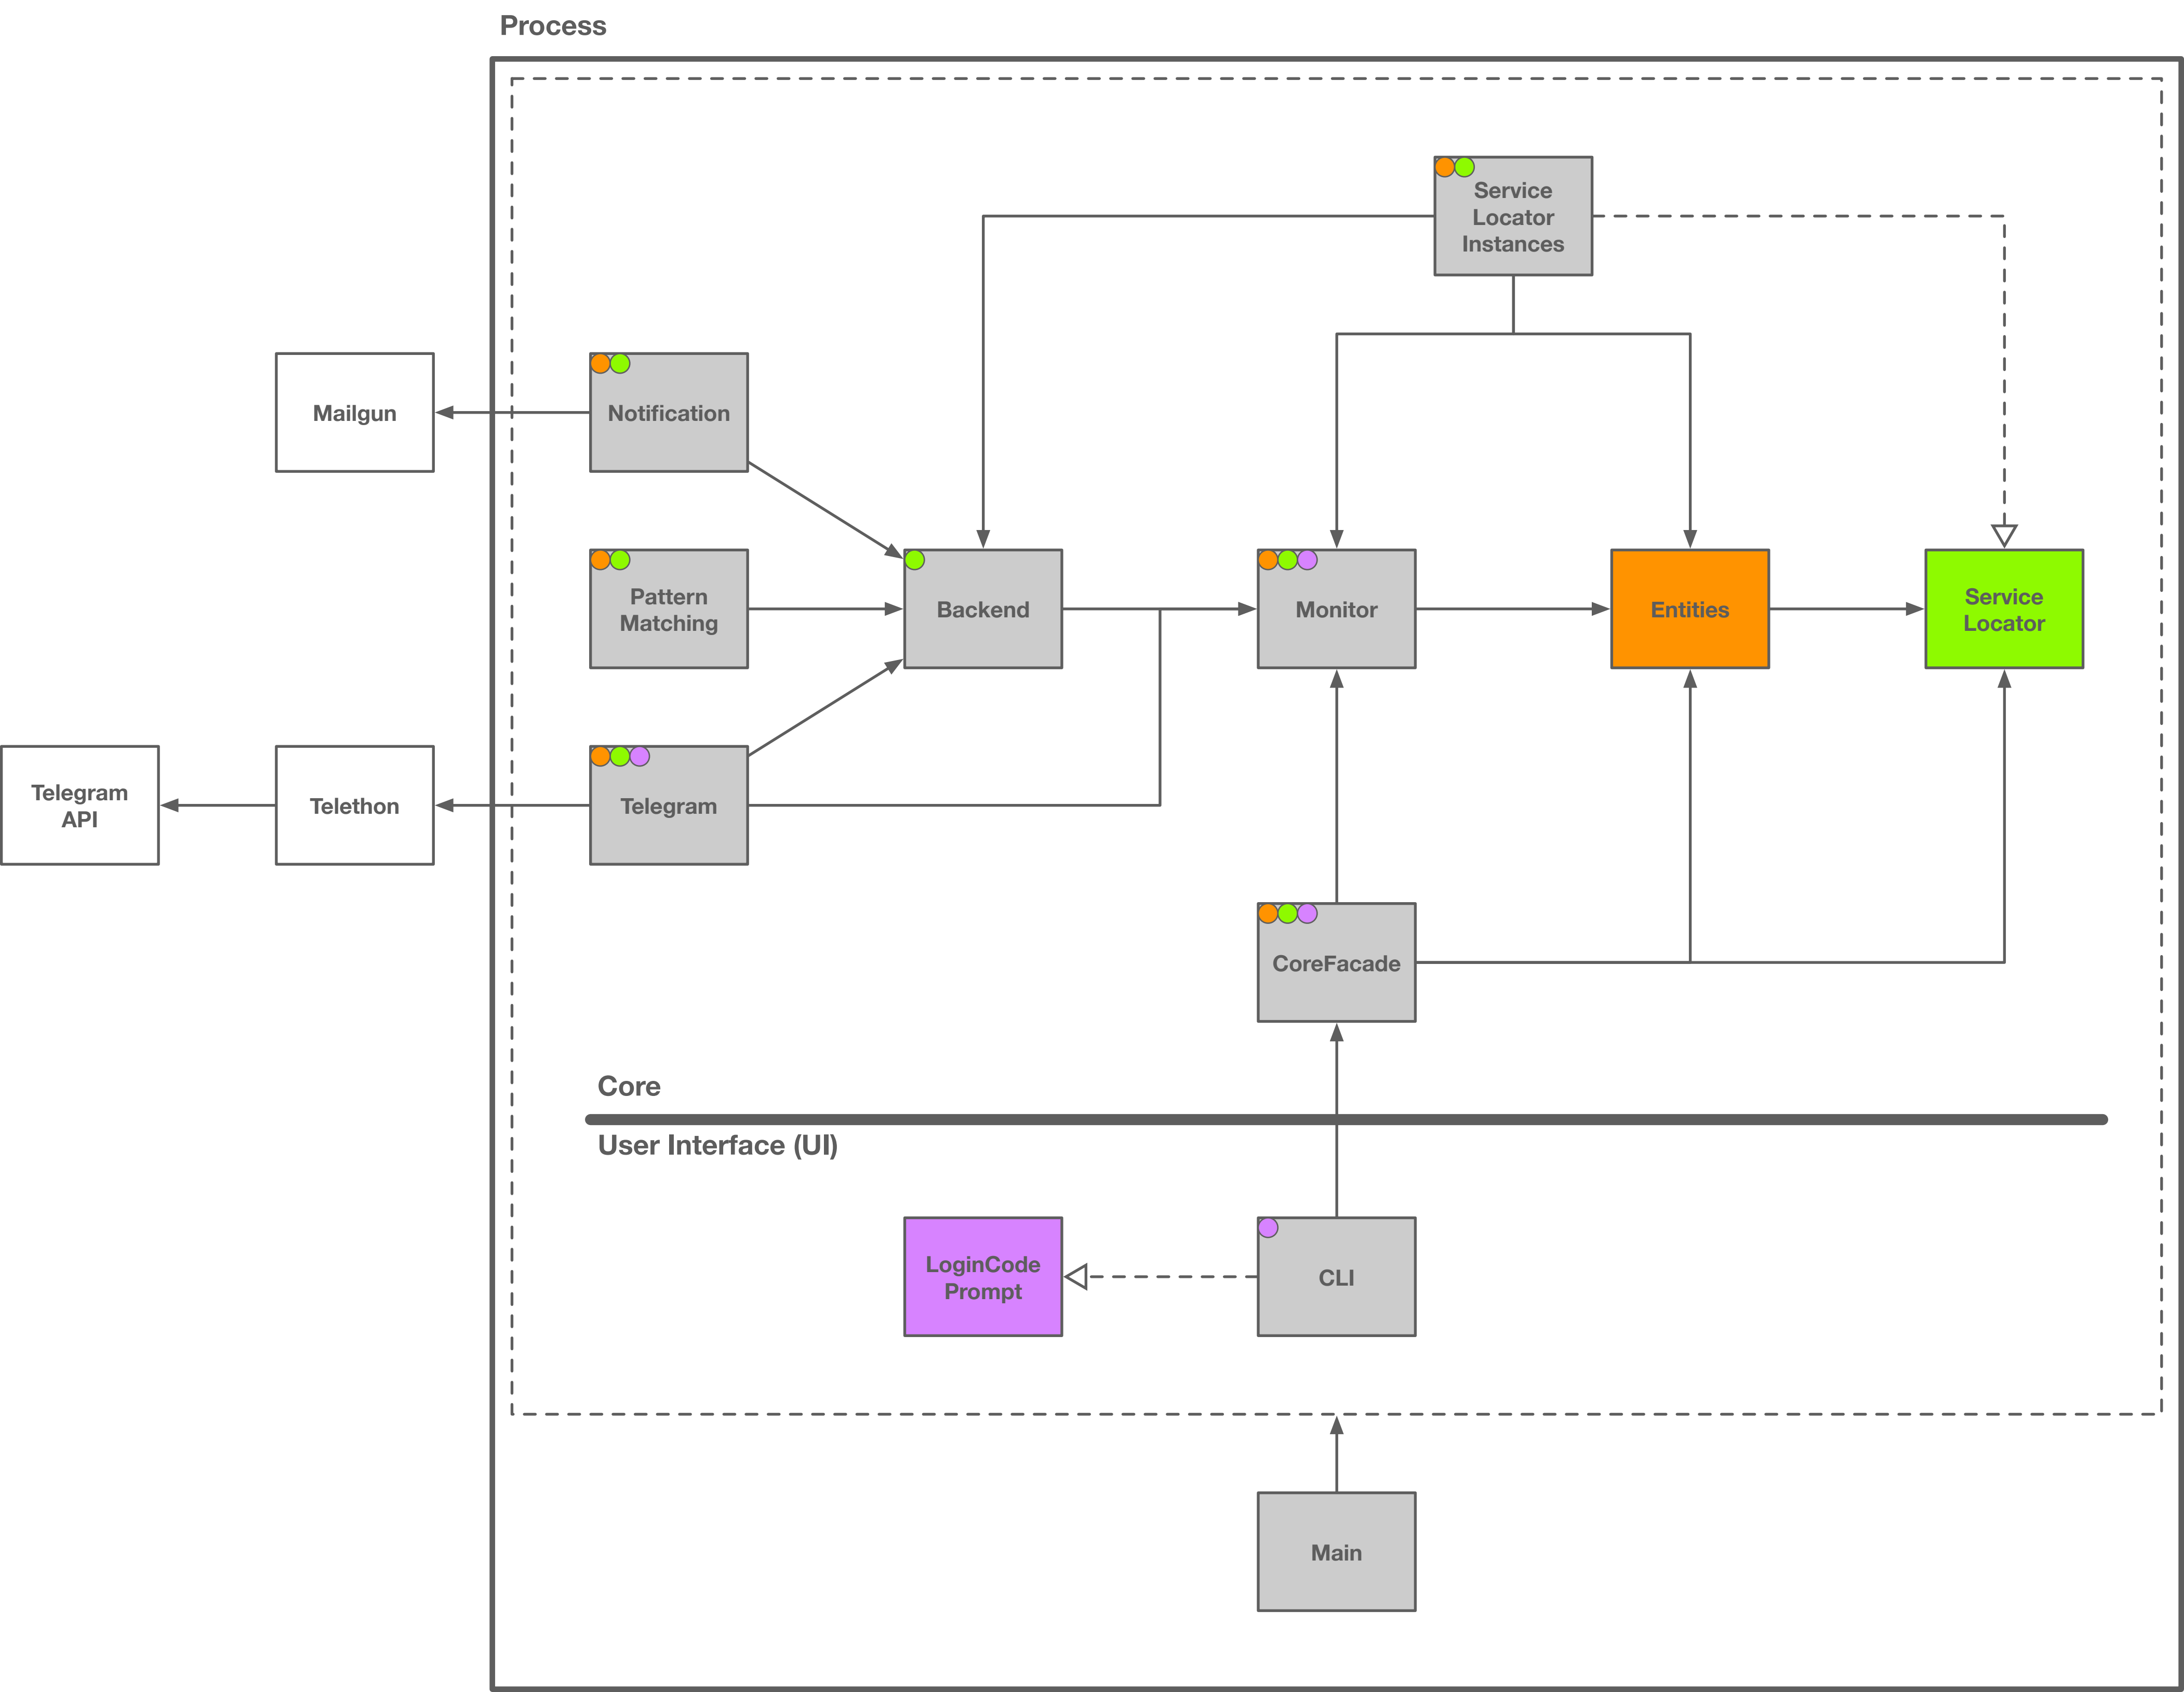 Process
Service
Locator
Instances
Mailgun
Notification
Pattern
Matching
Backend
Monitor
Entities
Service
Locator
Telegram
API
Telethon
Telegram
CoreFacade
Core
User Interface (UI)
LoginCode
Prompt
CLI
Main